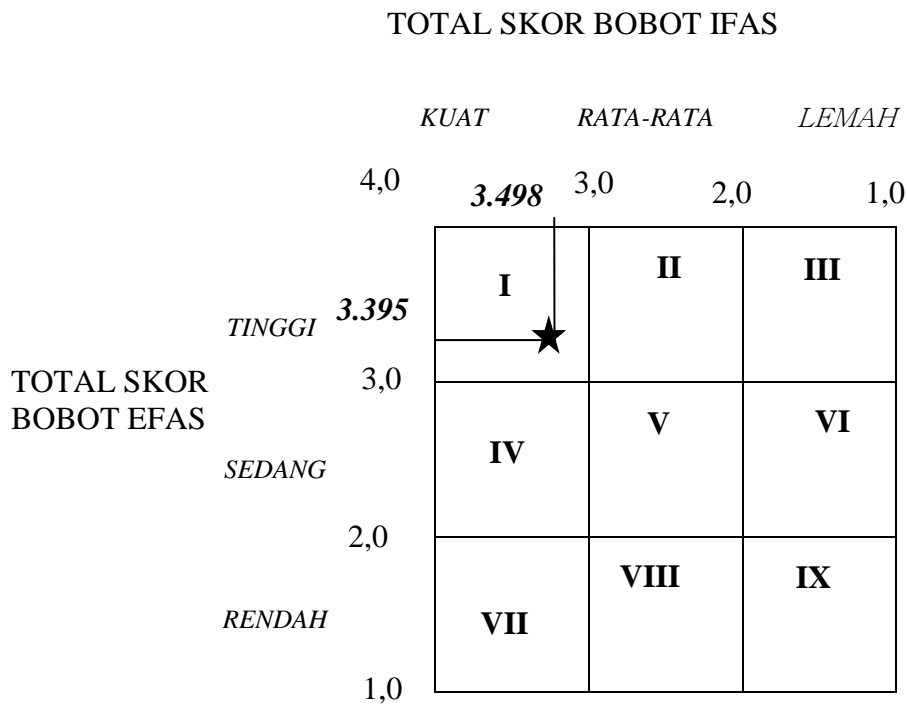 TOTAL SKOR BOBOT IFAS
KUAT RATA-RATA LEMAH
4,0 3.498 3,0 2,0 1,0
I II III
TINGGI 3.395
3,0
TOTAL SKOR
BOBOT EFAS
IV V VI
SEDANG
2,0
VII VIII IX
RENDAH
1,0